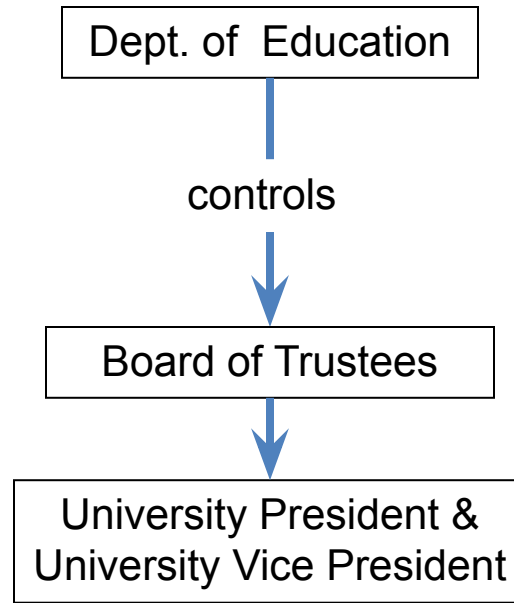 Dept. of Education
controls
Board of Trustees
University President &
University Vice President